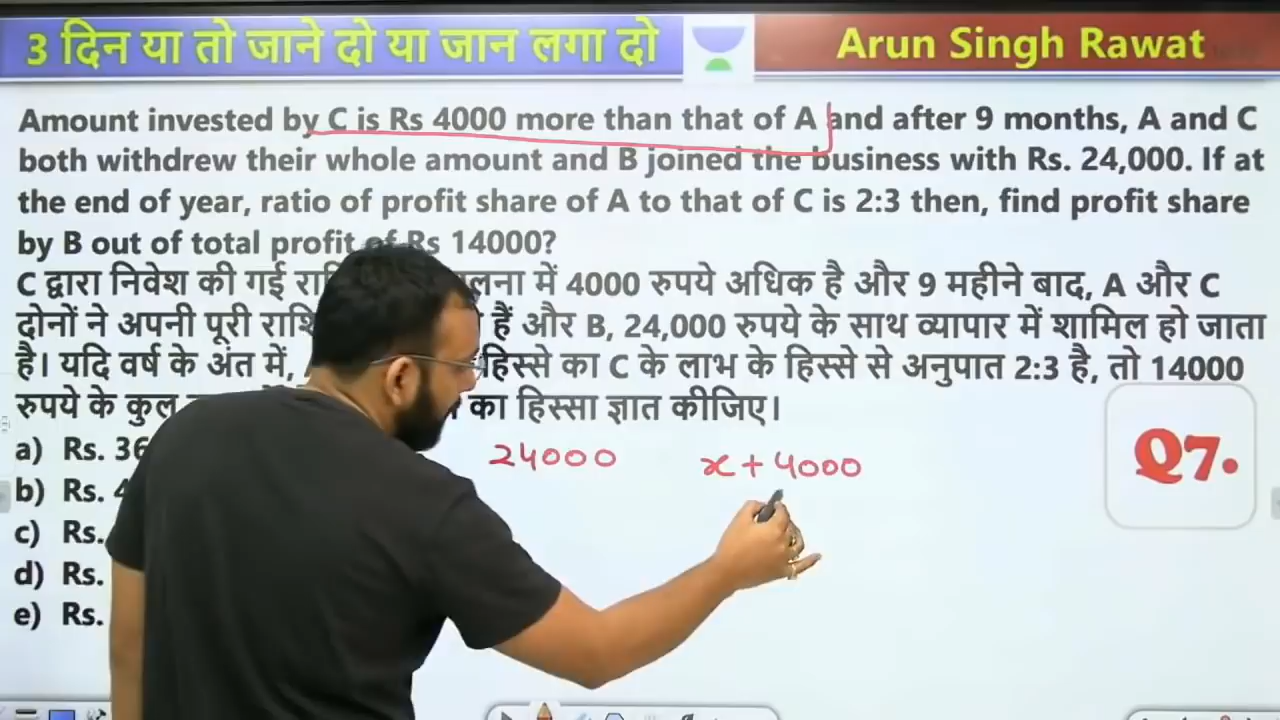 3 दिन या तो जाने दो या जान लगा दो
Arun Singh Rawat
Amount invested by C is Rs 4000 more than that of A and after 9 months, A and C
both withdrew their whole amount and B joined the business with Rs. 24,000. If at
the end of year, ratio of profit share of A to that of C is 2:3 then, find profit share
by B out of total profit of Rs 14000?
C द्वारा निवेश की गई में 4000 रुपये अधिक है और 9 महीने बाद, A और C
दोनों ने अपनी पूरी हैं और B, 24,000 रुपये के साथ व्यापार में शामिल हो जाता
है। यदि वर्ष के अंत में, हिस्से का C के लाभ के हिस्से से अनुपात 2:3 है, तो 14000
रुपये के कुल का हिस्सा ज्ञात कीजिए।
24000 x + 4000
Q7.
a) Rs. 36
b) Rs. 4
c) Rs.
d) Rs.
e) Rs.